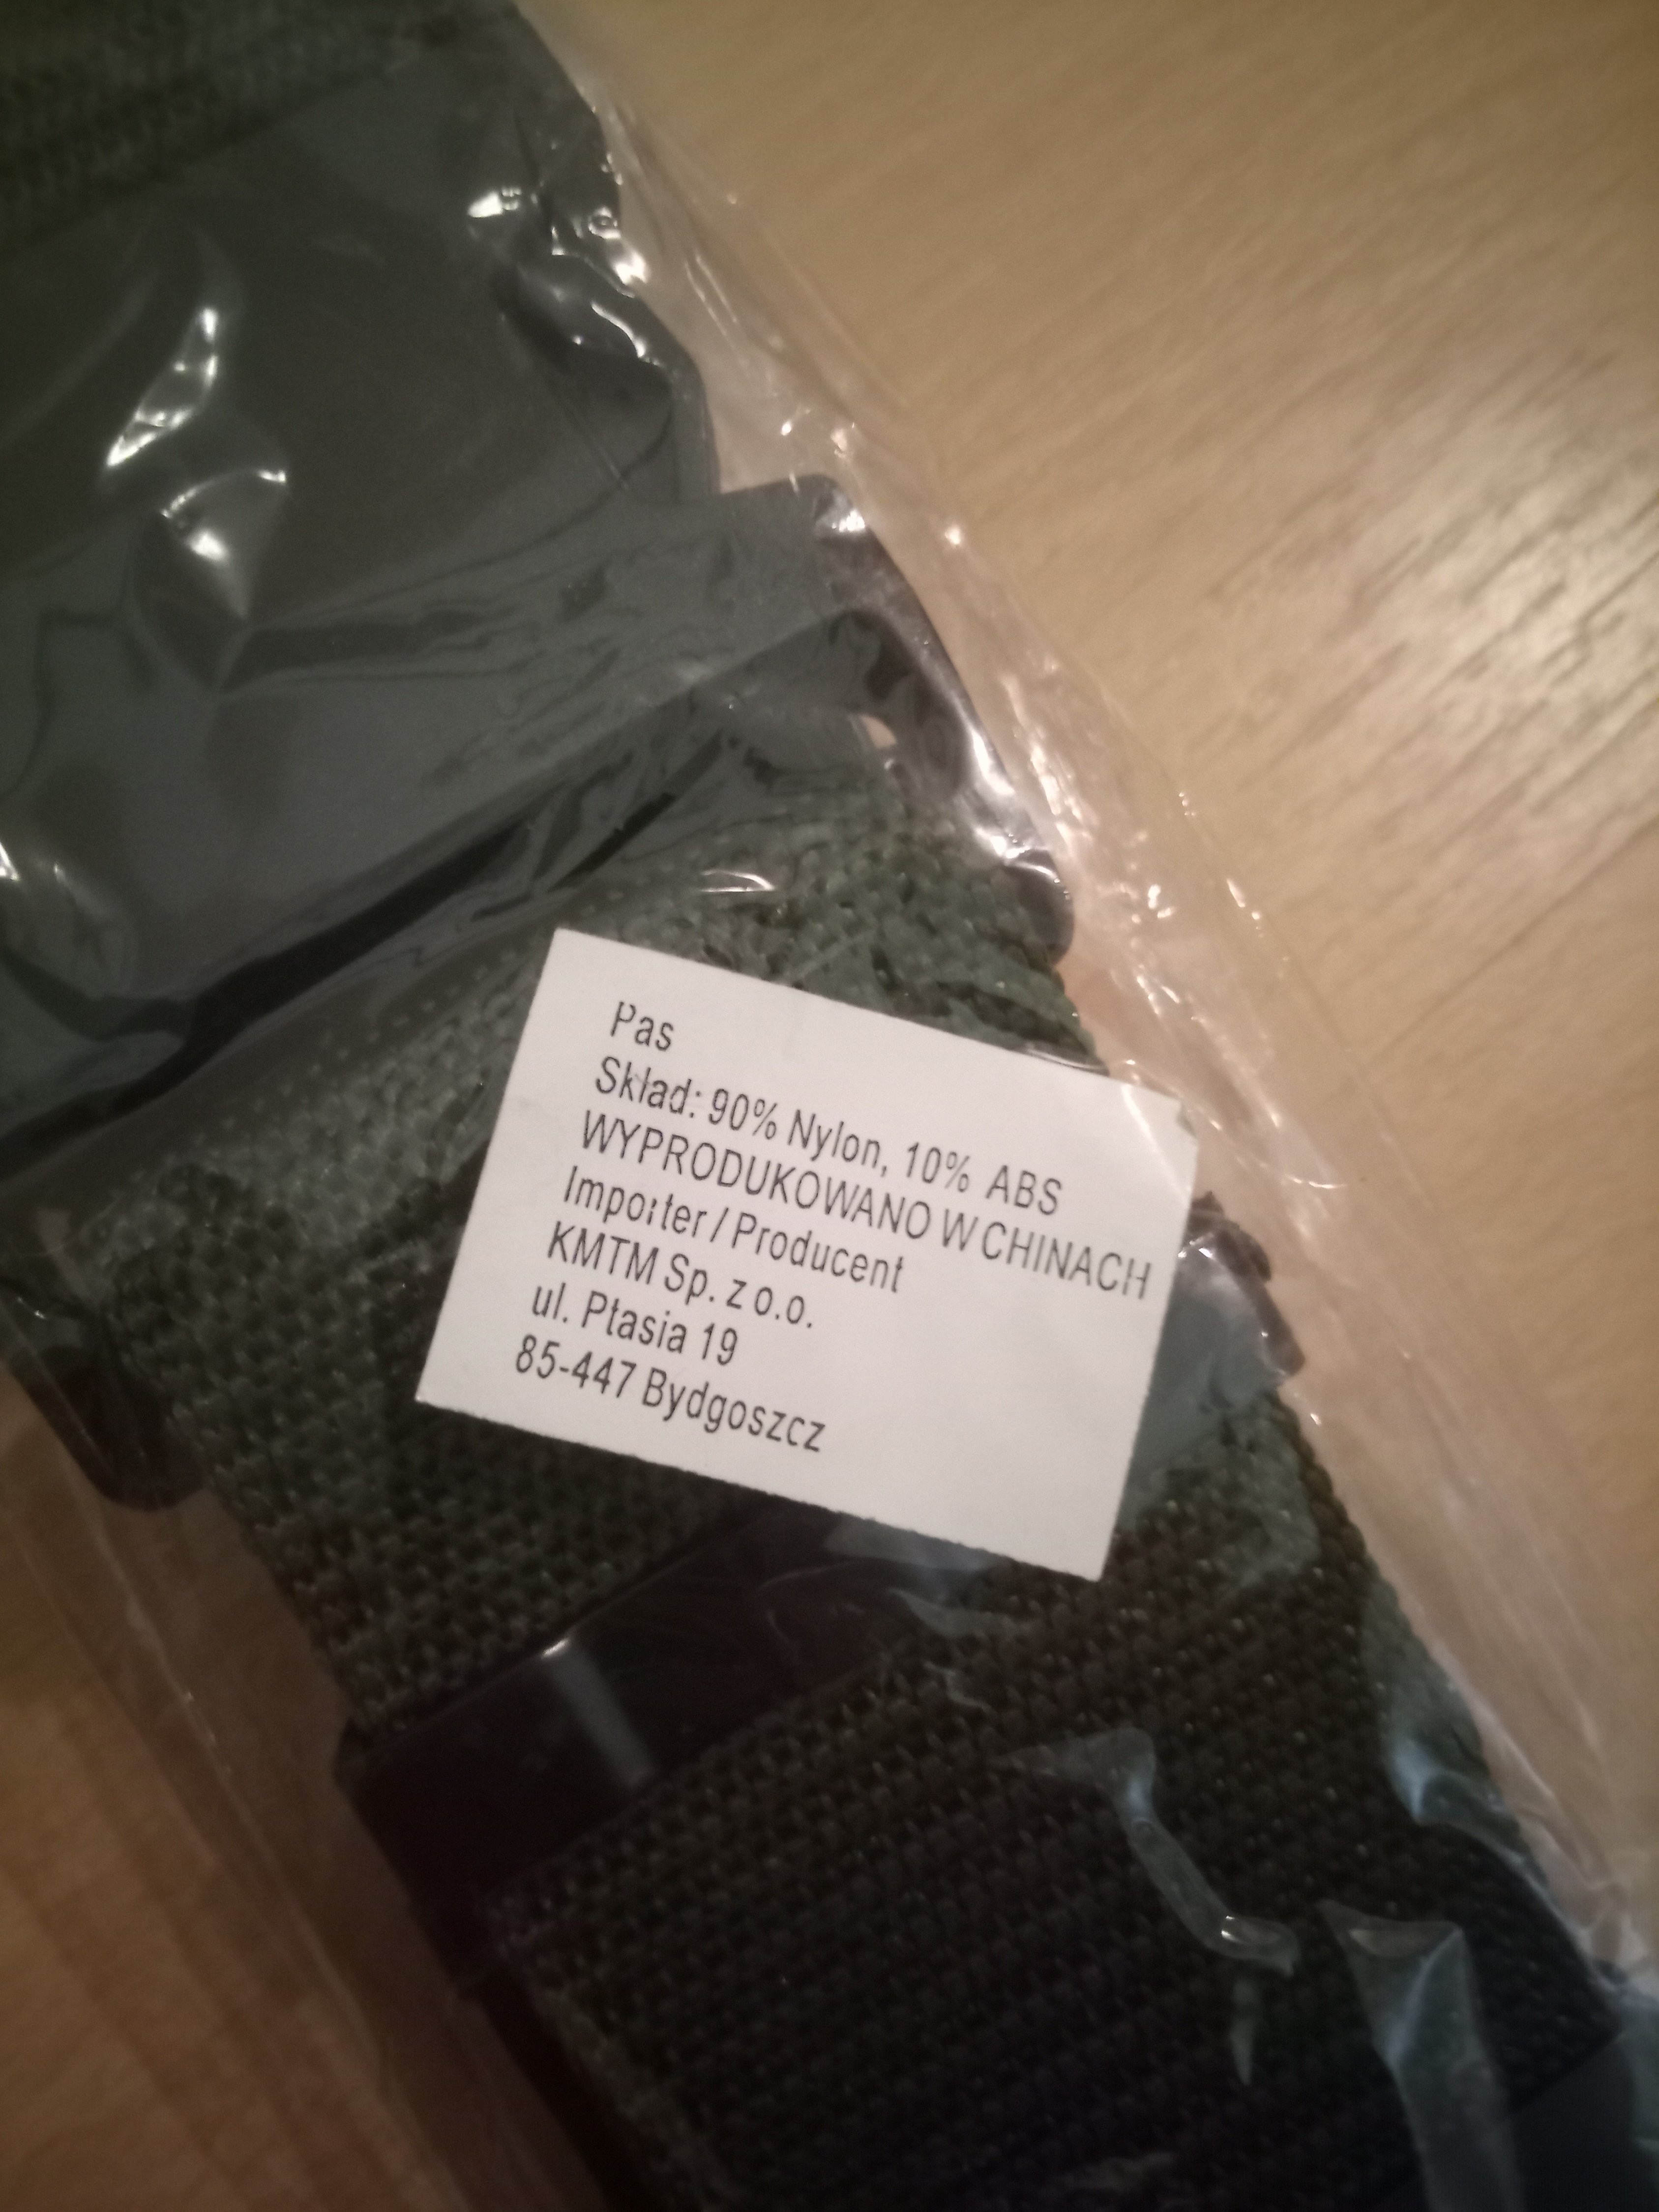 Pas
Skład: 90% Nylon, 10% ABS
WYPRODUKOWANO W CHINACH
Importer / Producent
KMTM Sp. z o.o.
ul. Ptasia 19
85-447 Bydgoszcz